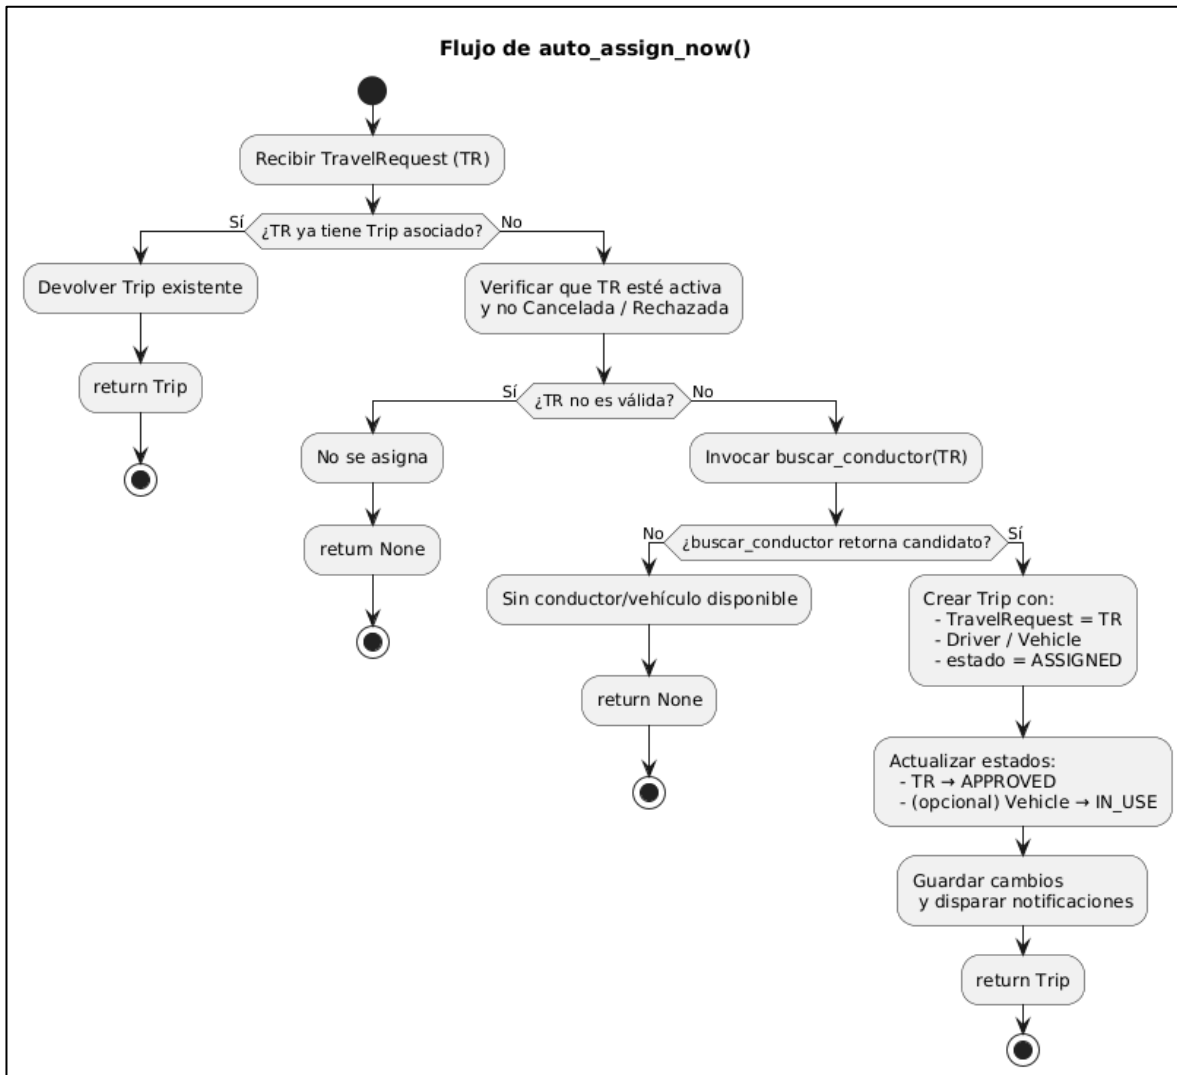 Flujo de auto_assign_now()
Recibir TravelRequest (TR)
Sí
¿TR ya tiene Trip asociado?
No
Devolver Trip existente
return Trip
Verificar que TR esté activa
y no Cancelada / Rechazada
Sí
¿TR no es válida?
No
No se asigna
return None
Invocar buscar_conductor(TR)
No
¿buscar_conductor retorna candidato?
Sí
Sin conductor/vehículo disponible
return None
Crear Trip con:
- TravelRequest = TR
- Driver / Vehicle
- estado = ASSIGNED
Actualizar estados:
- TR → APPROVED
- (opcional) Vehicle → IN_USE
Guardar cambios
y disparar notificaciones
return Trip